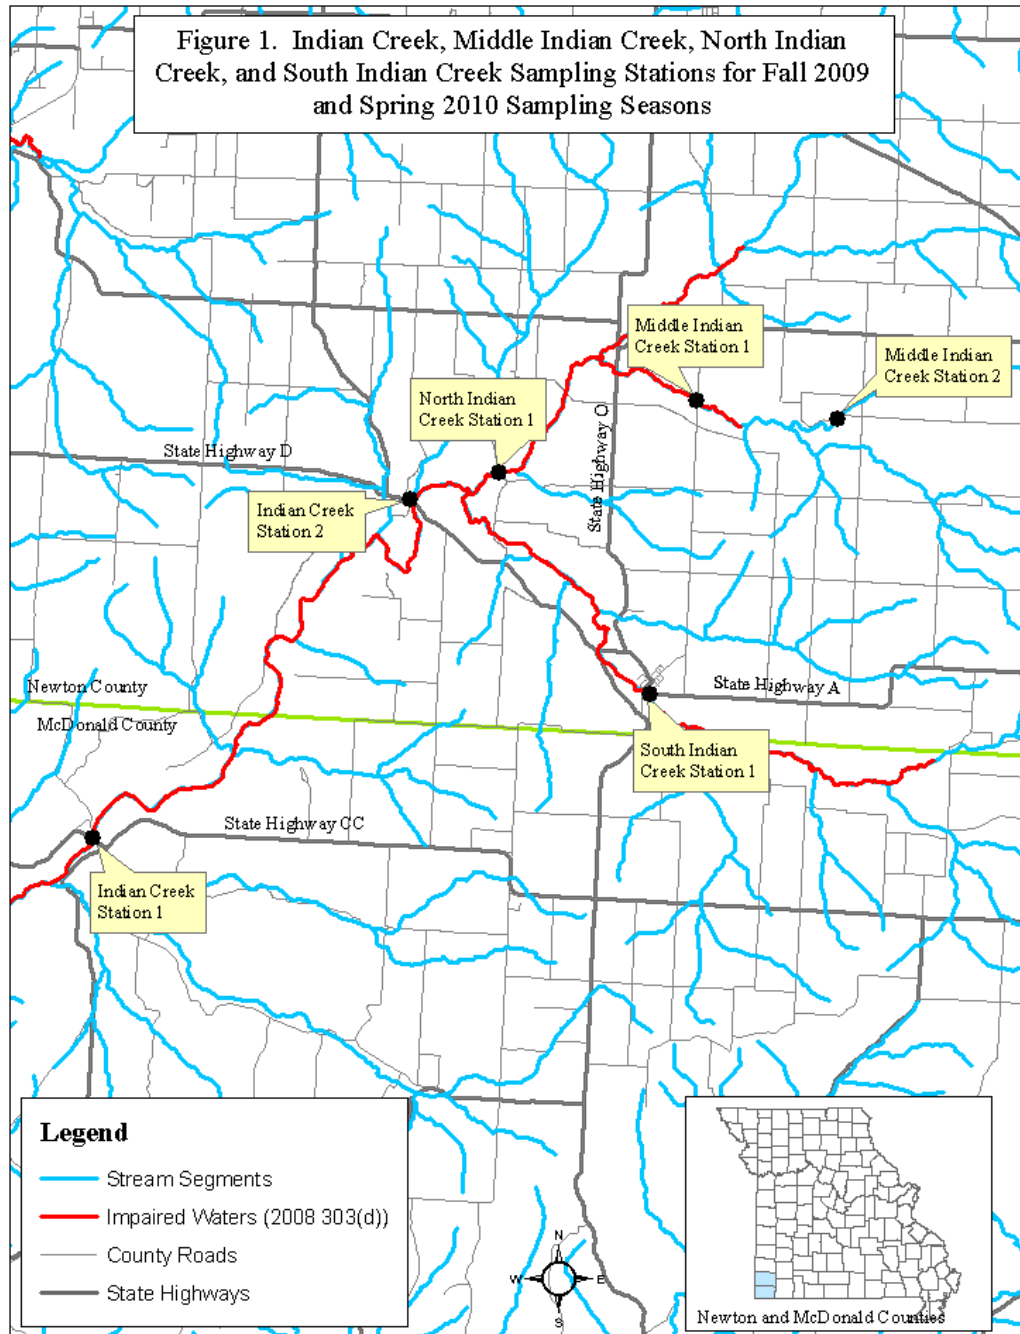 Figure 1. Indian Creek, Middle Indian Creek, North Indian
Creek, and South Indian Creek Sampling Stations for Fall 2009
and Spring 2010 Sampling Seasons
Middle Indian
Creek Station 1
Middle Indian
Creek Station 2
North Indian
Creek Station 1
State Highway O
State Highway D
Indian Creek
Station 2
Newton County
McDonald County
State Highway A
South Indian
Creek Station 1
State Highway CC
Indian Creek
Station 1
Legend
Stream Segments
Impaired Waters (2008 303(d))
County Roads
State Highways
N
W
E
S
Newton and McDonald Counties